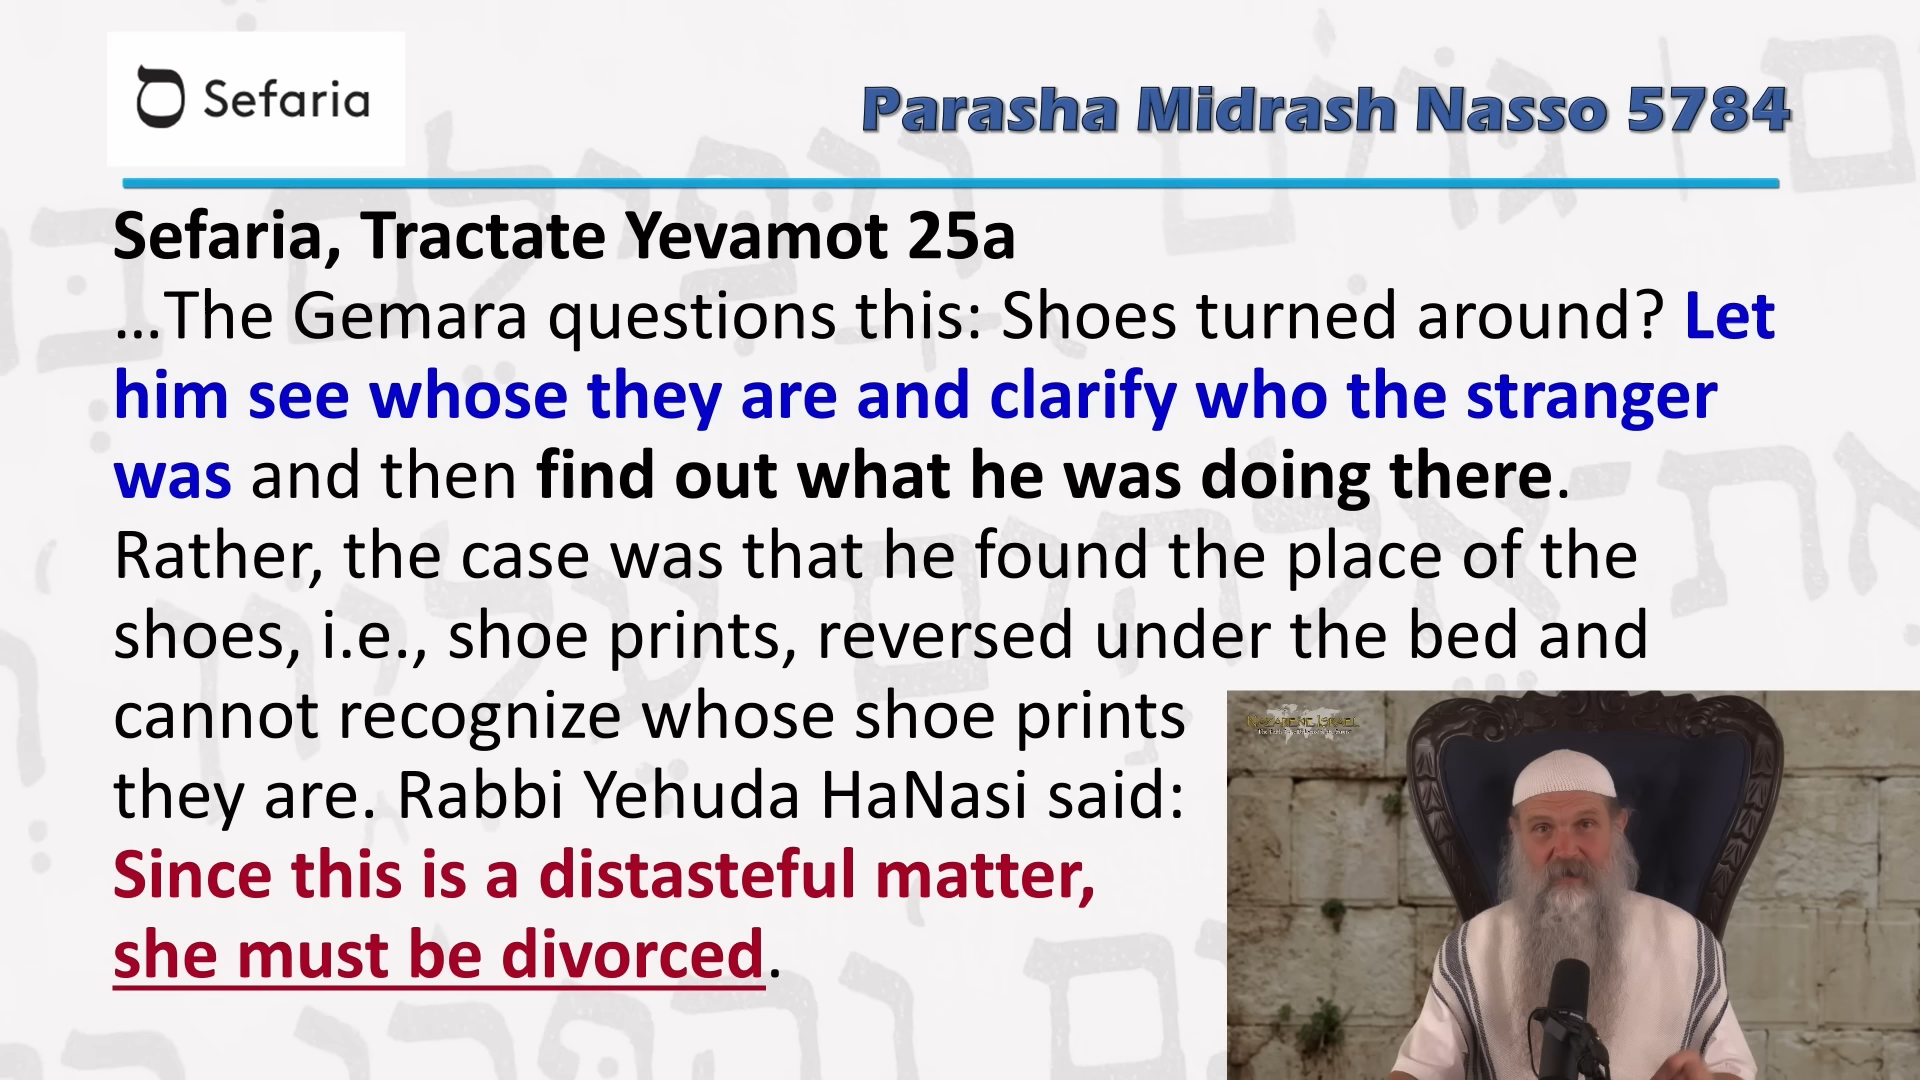 Sefaria
Parasha Midrash Nasso 5784
Sefaria, Tractate Yevamot 25a
...The Gemara questions this: Shoes turned around? Let
him see whose they are and clarify who the stranger
was and then find out what he was doing there.
Rather, the case was that he found the place of the
shoes, i.e., shoe prints, reversed under the bed and
cannot recognize whose shoe prints
they are. Rabbi Yehuda HaNasi said:
Since this is a distasteful matter,
she must be divorced.
NAZARENE ISRAEL